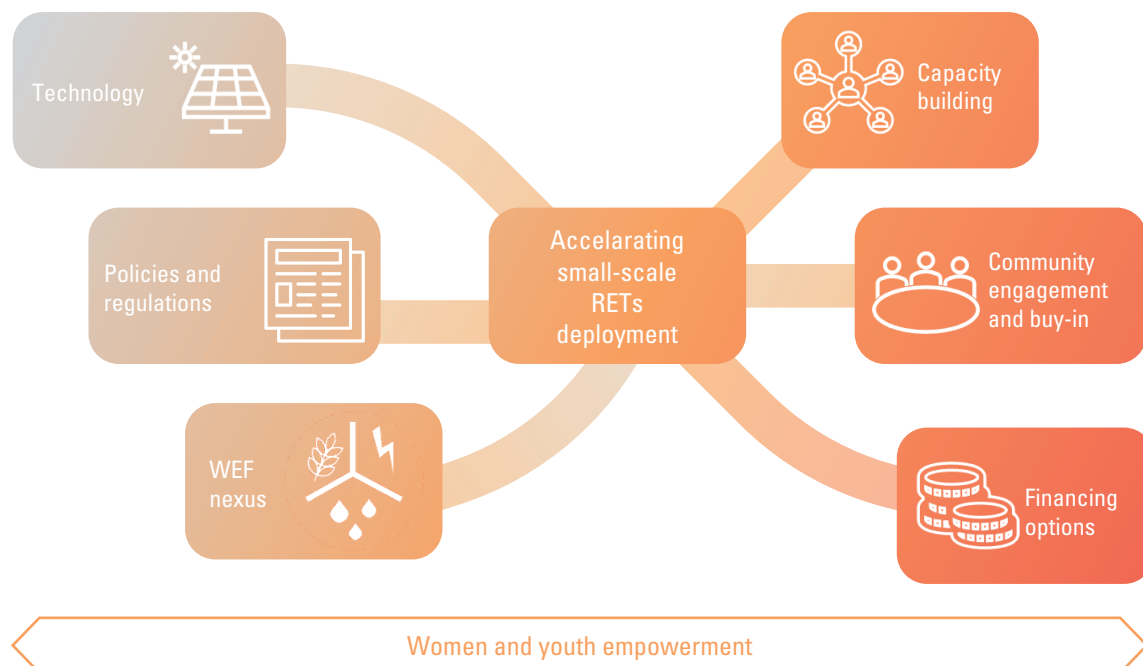 Technology
Capacity
building
Policies and
regulations
Accelarating
small-scale
RETs
deployment
Community
engagement
and buy-in
WEF
nexus
Financing
options
Women and youth empowerment